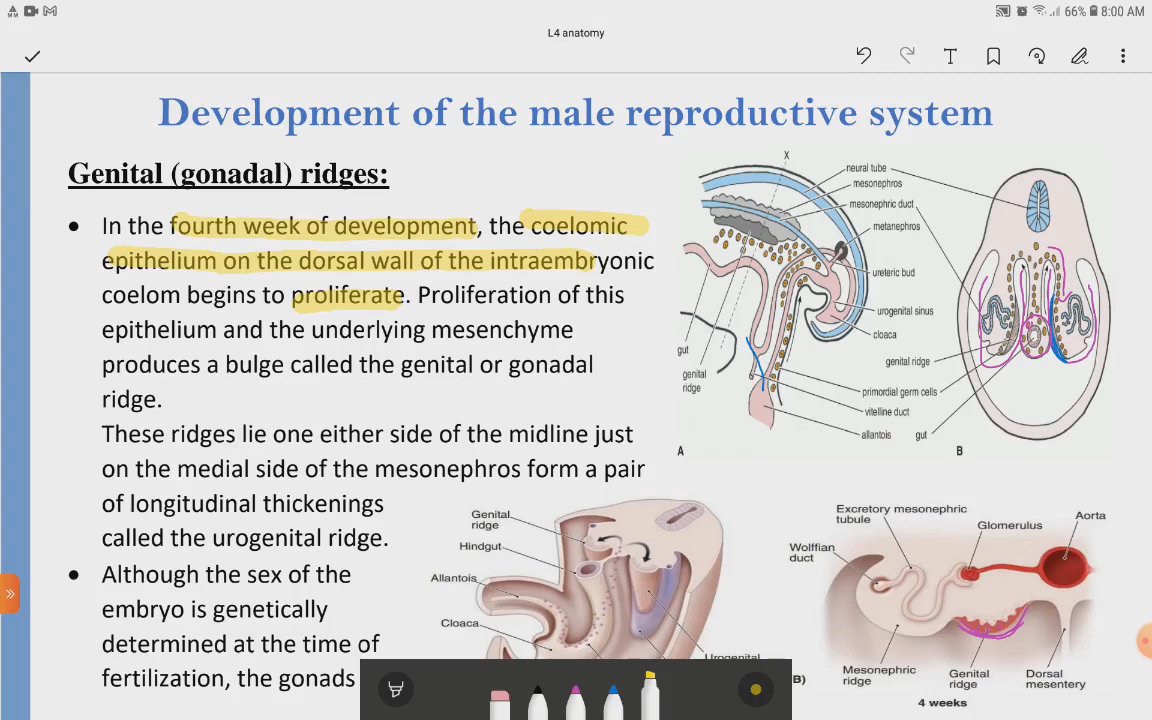 66% 8:00 AM
L4 anatomy
Development of the male reproductive system
Genital (gonadal) ridges:
• In the fourth week of development, the coelomic
epithelium on the dorsal wall of the intraembryonic
coelom begins to proliferate. Proliferation of this
epithelium and the underlying mesenchyme
produces a bulge called the genital or gonadal
ridge.
These ridges lie one either side of the midline just
on the medial side of the mesonephros form a pair
of longitudinal thickenings
called the urogenital ridge.
• Although the sex of the
embryo is genetically
determined at the time of
fertilization, the gonads
X
neural tube
mesonephros
mesonephric duct
metanephros
ureteric bud
urogenital sinus
cloaca
genital ridge
primordial germ cells
vitelline duct
allantois
gut
gut
genital
ridge
A
B
Genital
ridge
Hindgut
Allantois
Cloaca
Urogenital
Excretory mesonephric
tubule
Glomerulus
Aorta
Wolffian
duct
B)
Mesonephric
ridge
Genital
ridge
Dorsal
mesentery
4 weeks